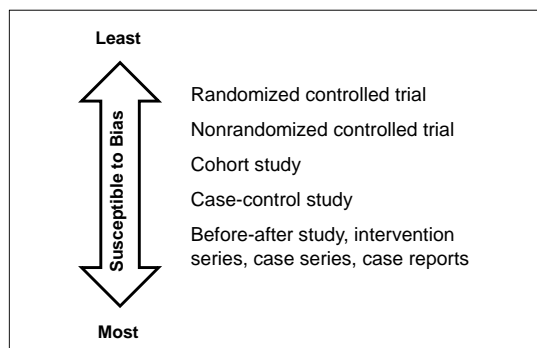 Least
Susceptible to Bias
Randomized controlled trial
Nonrandomized controlled trial
Cohort study
Case-control study
Before-after study, intervention
series, case series, case reports
Most